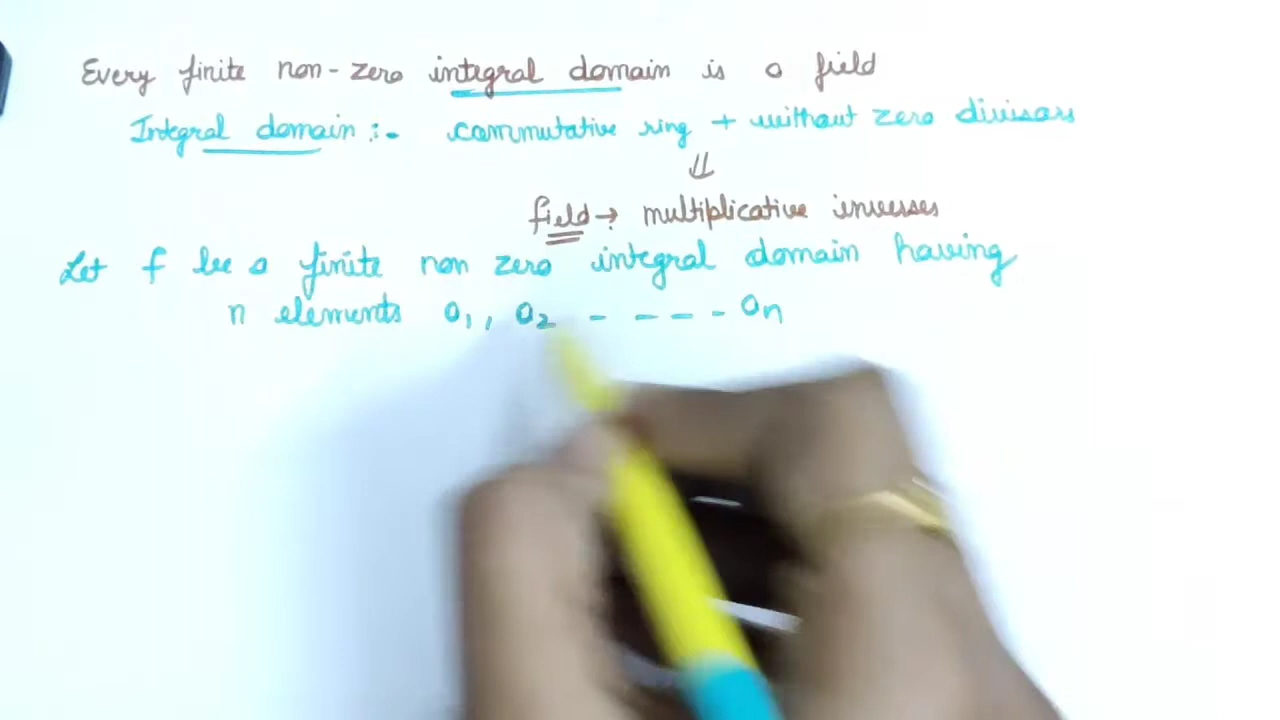 Every finite non-zero integral domain is a field
Integral domain :- commutative ring + without zero divisors
⇓
field → multiplicative inverses
Let f be a finite non zero integral domain having
n elements a₁, a₂ - - - - - aₙ